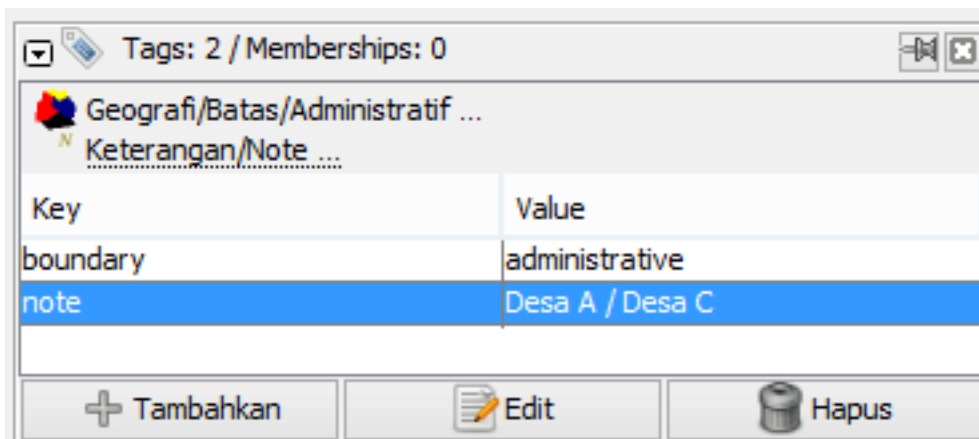 Tags: 2 / Memberships: 0
Geografi/Batas/Administratif ...
N Keterangan/Note ...
Key Value
boundary administrative
note Desa A / Desa C
Tambahkan Edit Hapus